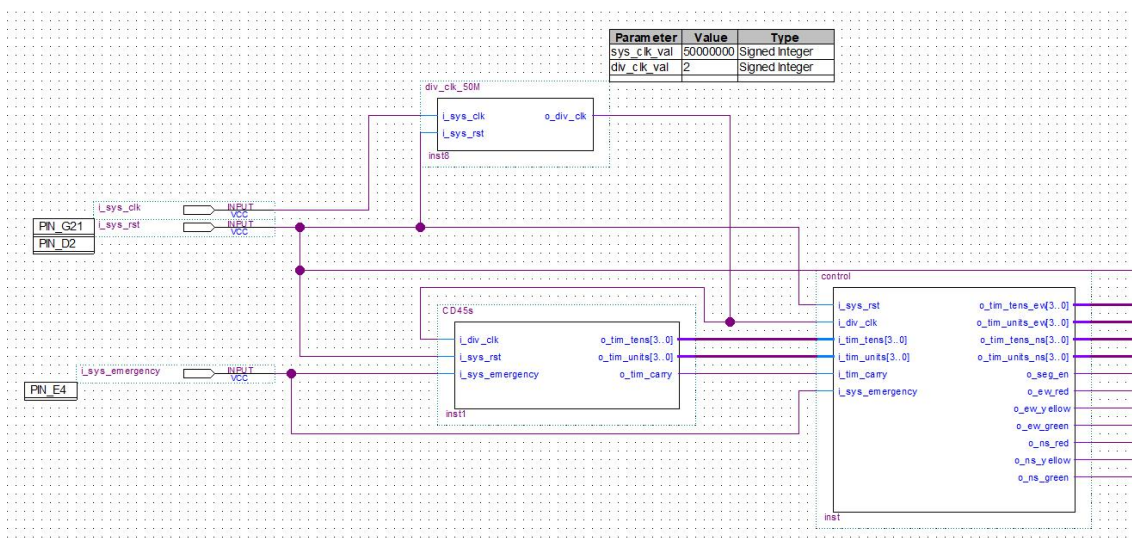 Parameter Value Type
sys_clk_val 50000000 Signed Integer
div_clk_val 2 Signed Integer
div_clk_50M
i_sys_clk o_div_clk
i_sys_rst
inst8
i_sys_clk INPUT
VCC
PIN_G21 i_sys_rst INPUT
VCC
PIN_D2
control
CD45s
i_sys_rst o_tim_tens_ew[3..0]
i_div_clk o_tim_units_ew[3..0]
i_div_clk o_tim_tens[3..0] i_tim_tens[3..0] o_tim_tens_ns[3..0]
i_sys_rst o_tim_units[3..0] i_tim_units[3..0] o_tim_units_ns[3..0]
i_sys_emergency INPUT
VCC
i_sys_emergency o_tim_carry i_tim_carry o_seg_en
PIN_E4
i_sys_emergency o_ew_red
inst1
o_ew_yellow
o_ew_green
o_ns_red
o_ns_yellow
o_ns_green
inst